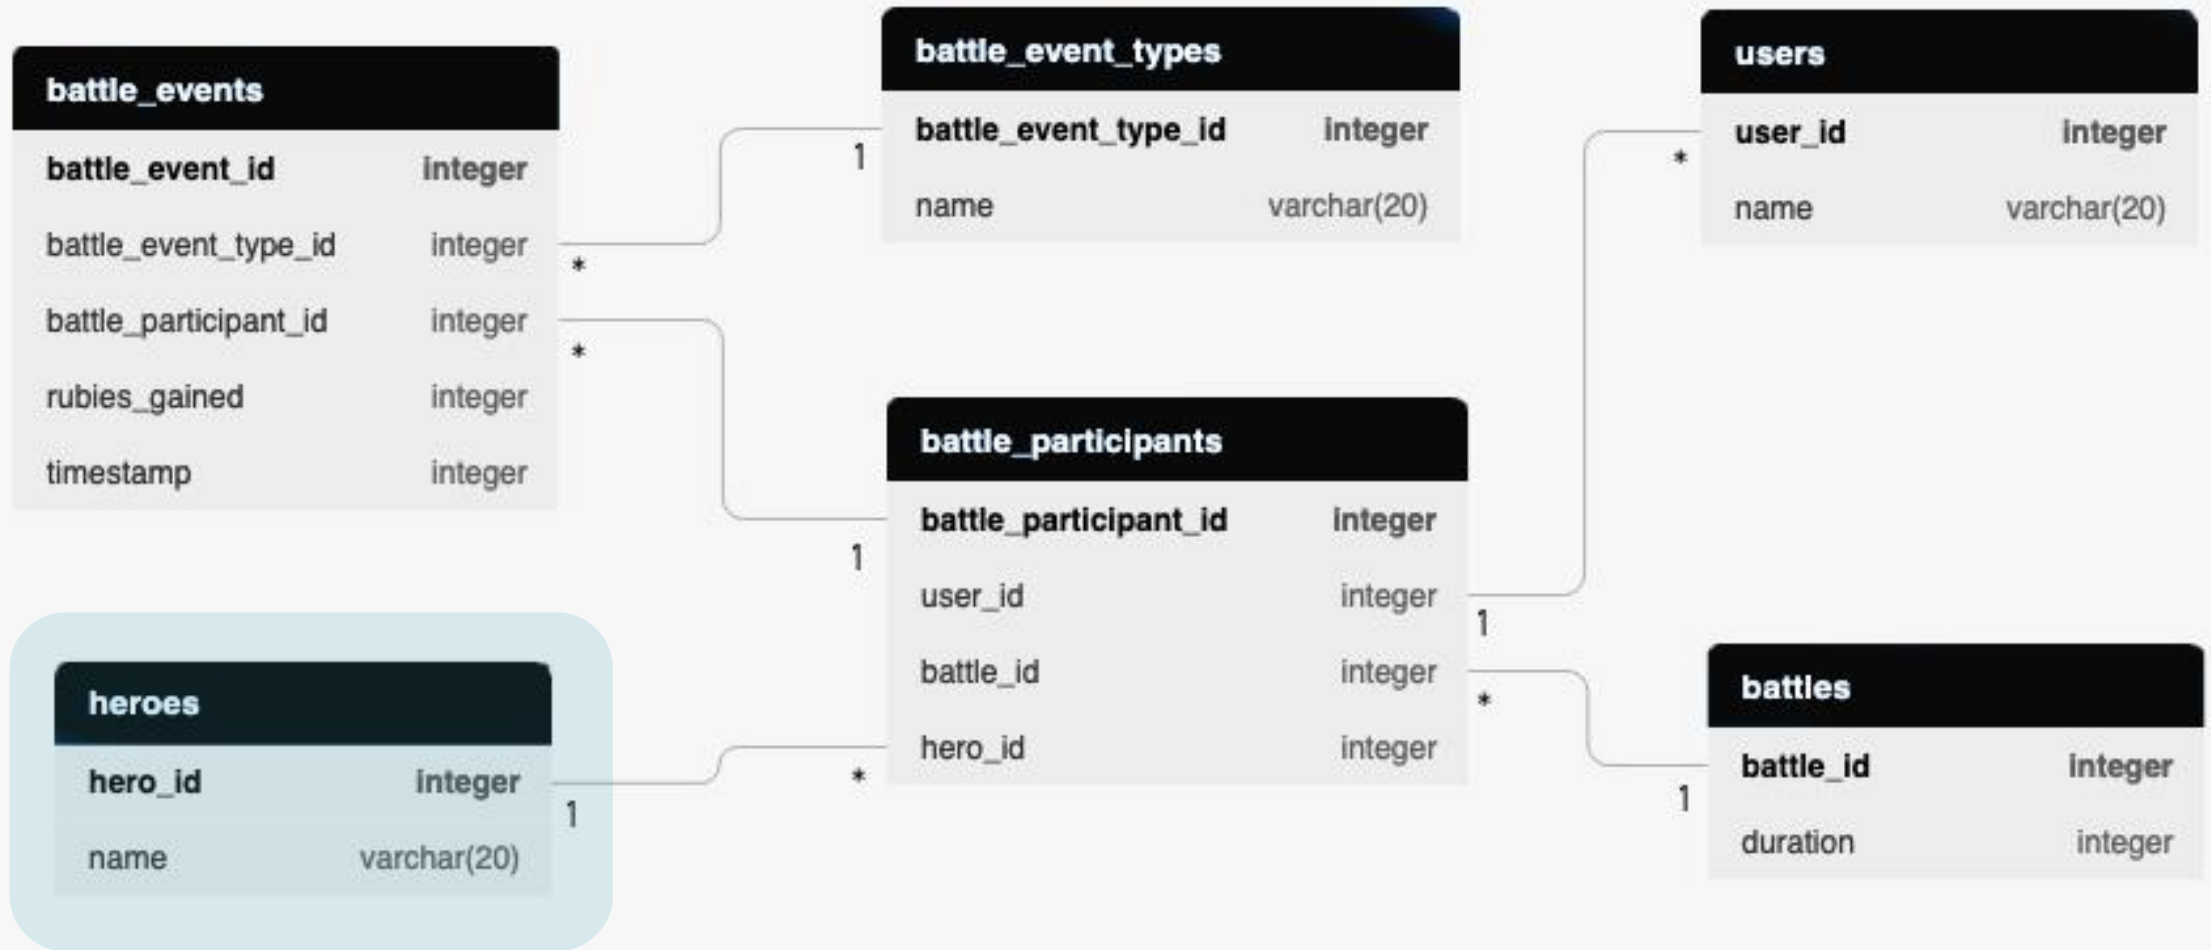 battle_events
battle_event_id integer
battle_event_type_id integer
*
battle_participant_id integer
*
rubies_gained integer
timestamp integer
battle_event_types
1
battle_event_type_id integer
name varchar(20)
users
*
user_id integer
name varchar(20)
battle_participants
1
battle_participant_id integer
user_id integer
1
battle_id integer
*
hero_id integer
*
heroes
hero_id integer
1
name varchar(20)
battles
battle_id integer
1
duration integer